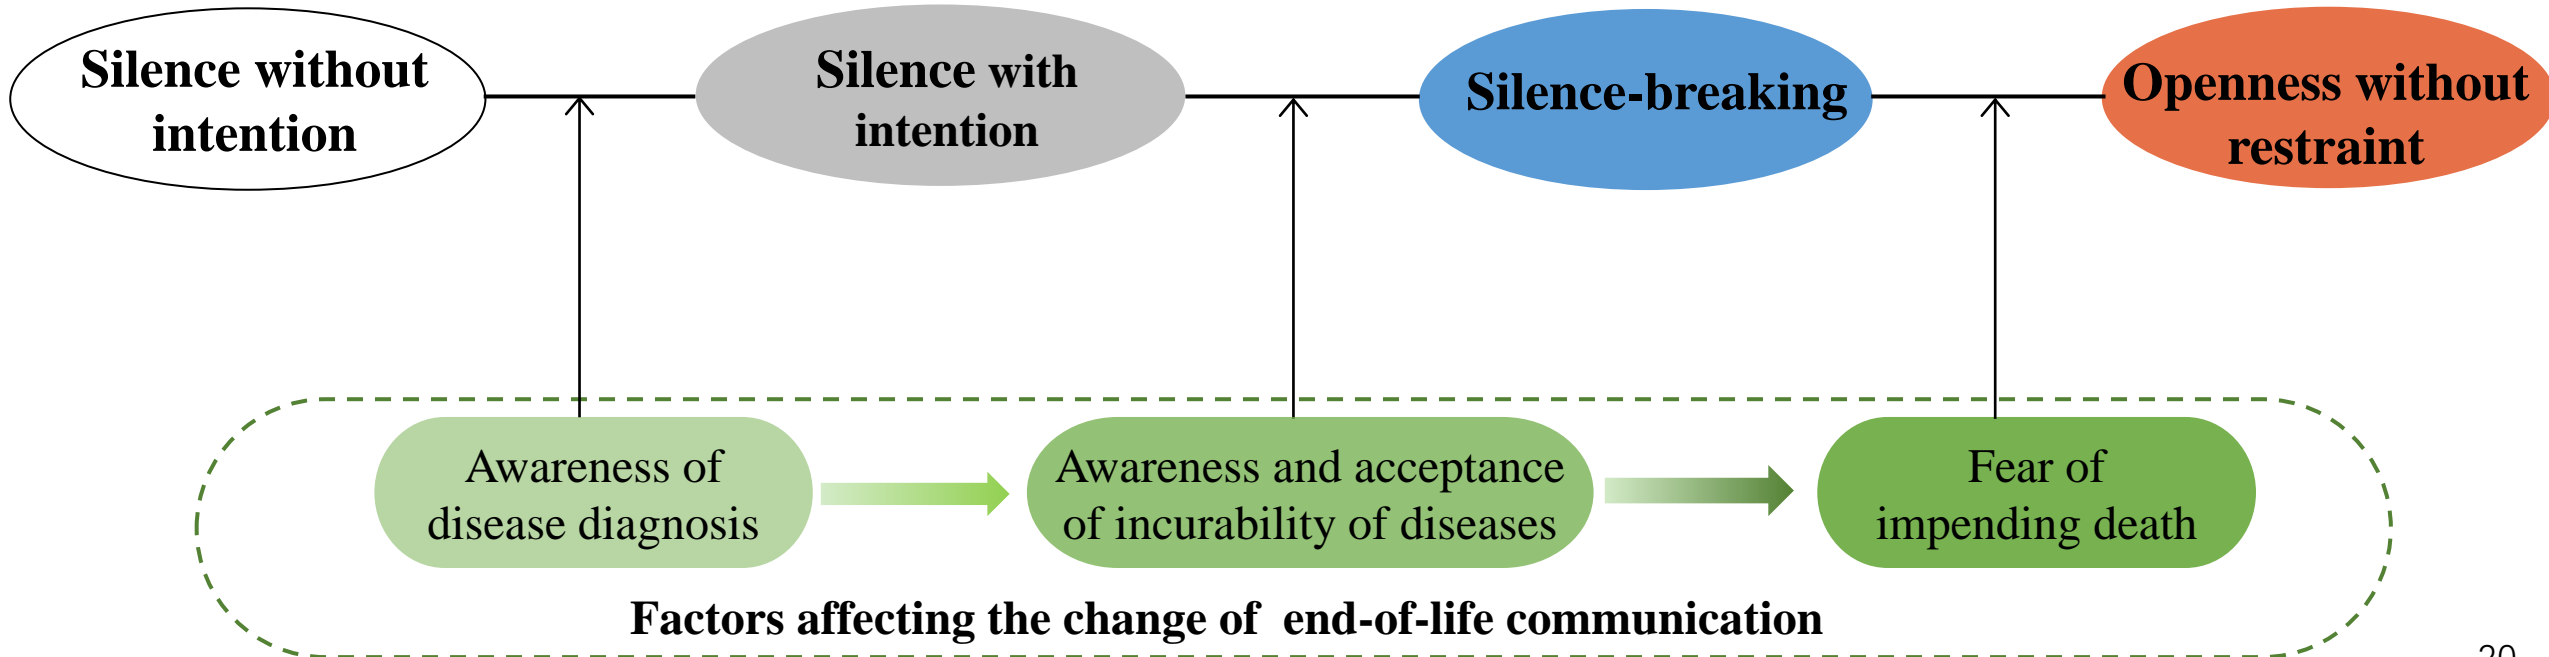 Silence without
intention
Silence with
intention
Silence-breaking
Openness without
restraint
Awareness of
disease diagnosis
Awareness and acceptance
of incurability of diseases
Fear of
impending death
Factors affecting the change of  end-of-life communication
20